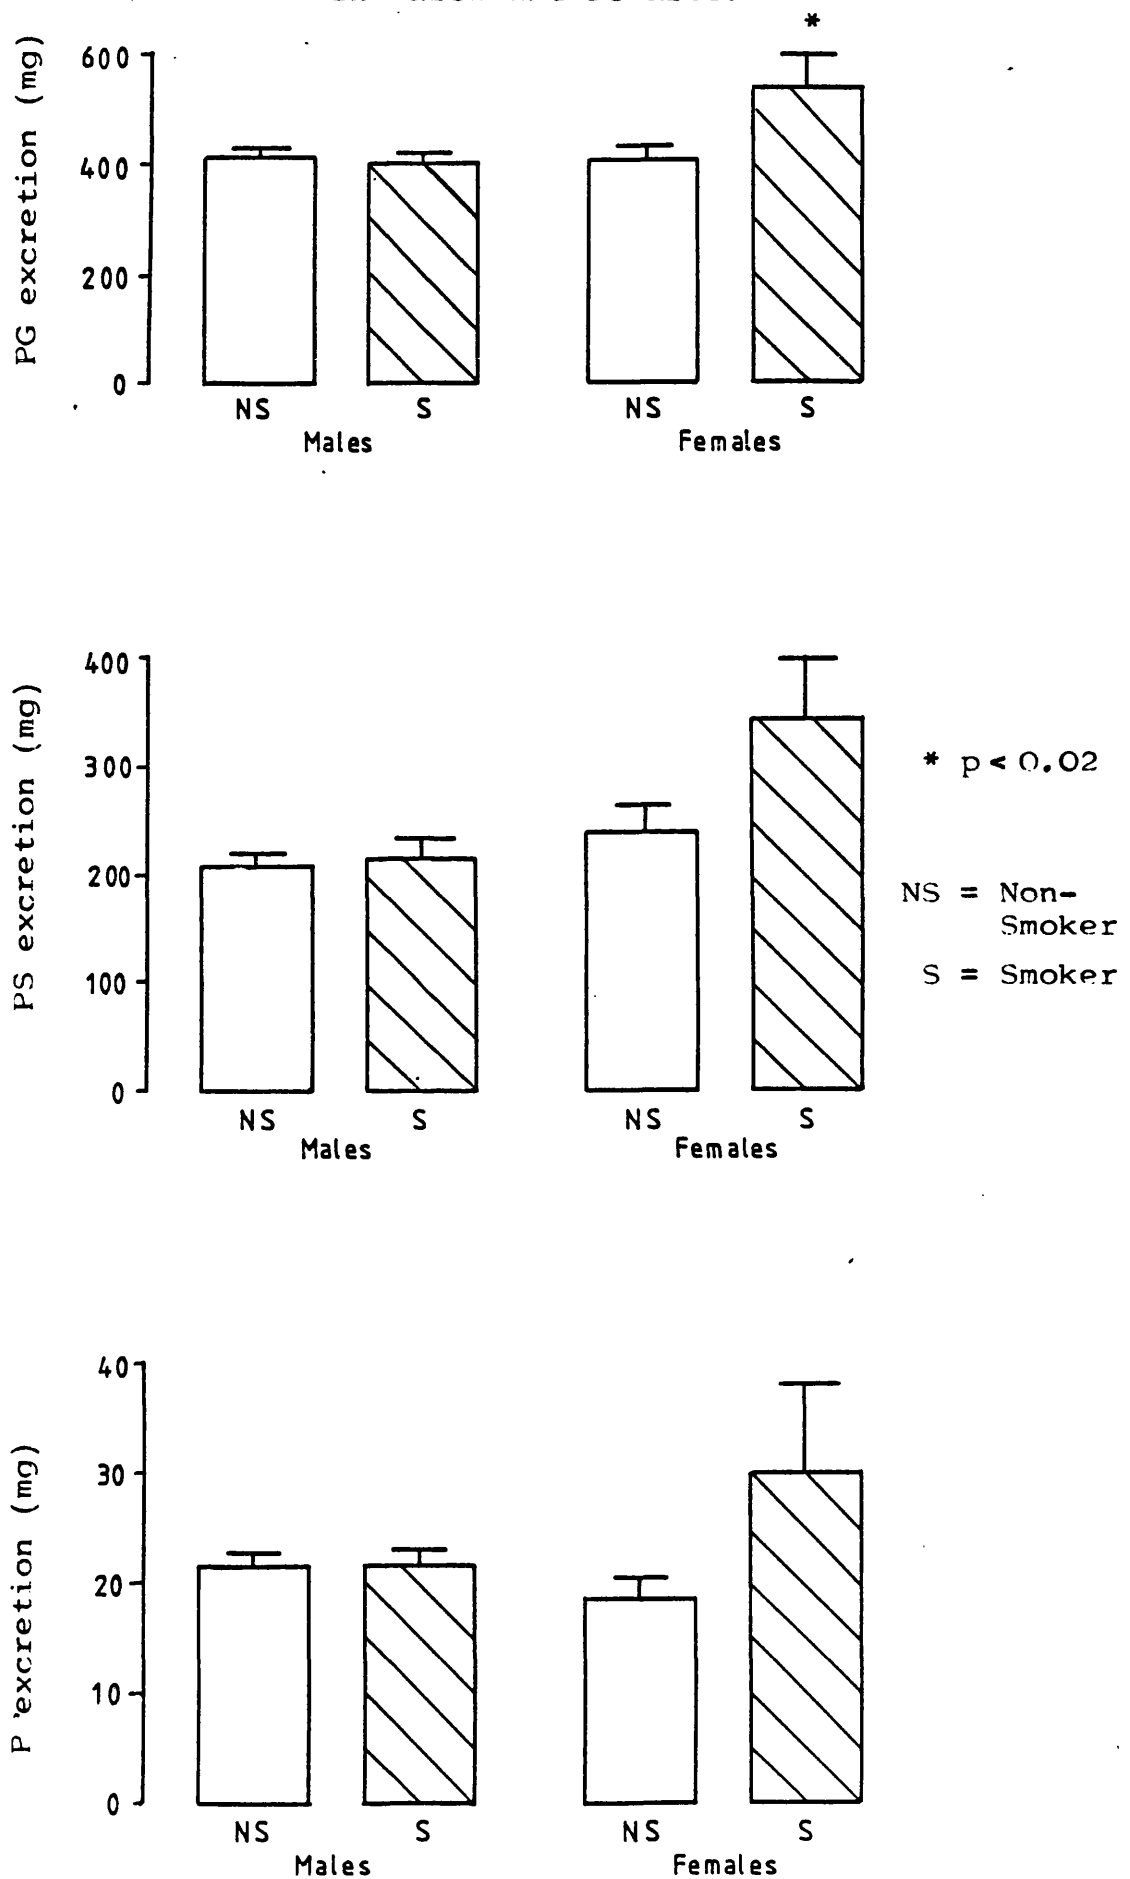 *
PG excretion (mg)
600
400
200
0
NS S NS S
Males Females
PS excretion (mg)
400
300
200
100
0
NS S NS S
Males Females
* p < 0.02
NS = Non-
Smoker
S = Smoker
P excretion (mg)
40
30
20
10
0
NS S NS S
Males Females